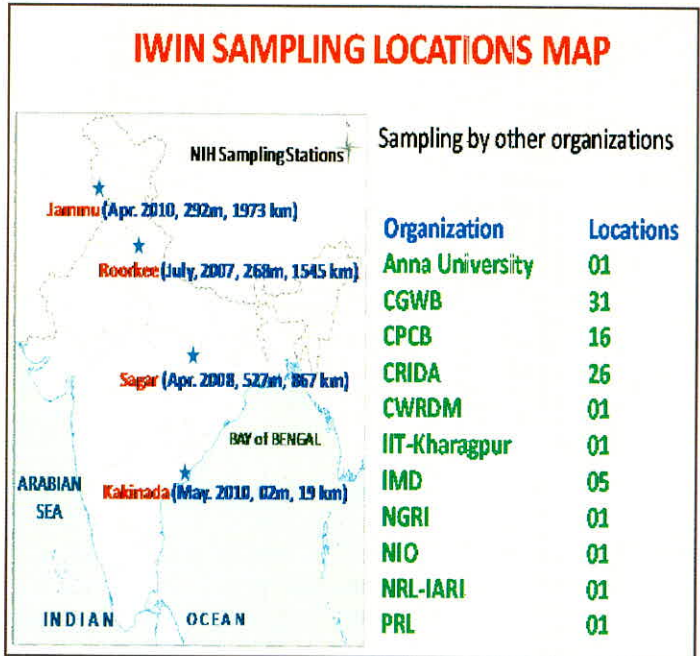 IWIN SAMPLING LOCATIONS MAP
NIH Sampling Stations
Jammu (Apr. 2010, 292m, 1973 km)
Roorkee (July, 2007, 268m, 1545 km)
Sagar (Apr. 2008, 527m, 867 km)
BAY of BENGAL
ARABIAN
SEA
Kakinada (May. 2010, 02m, 19 km)
INDIAN OCEAN
Sampling by other organizations
Organization Locations
Anna University 01
CGWB 31
CPCB 16
CRIDA 26
CWRDM 01
IIT-Kharagpur 01
IMD 05
NGRI 01
NIO 01
NRL-IARI 01
PRL 01